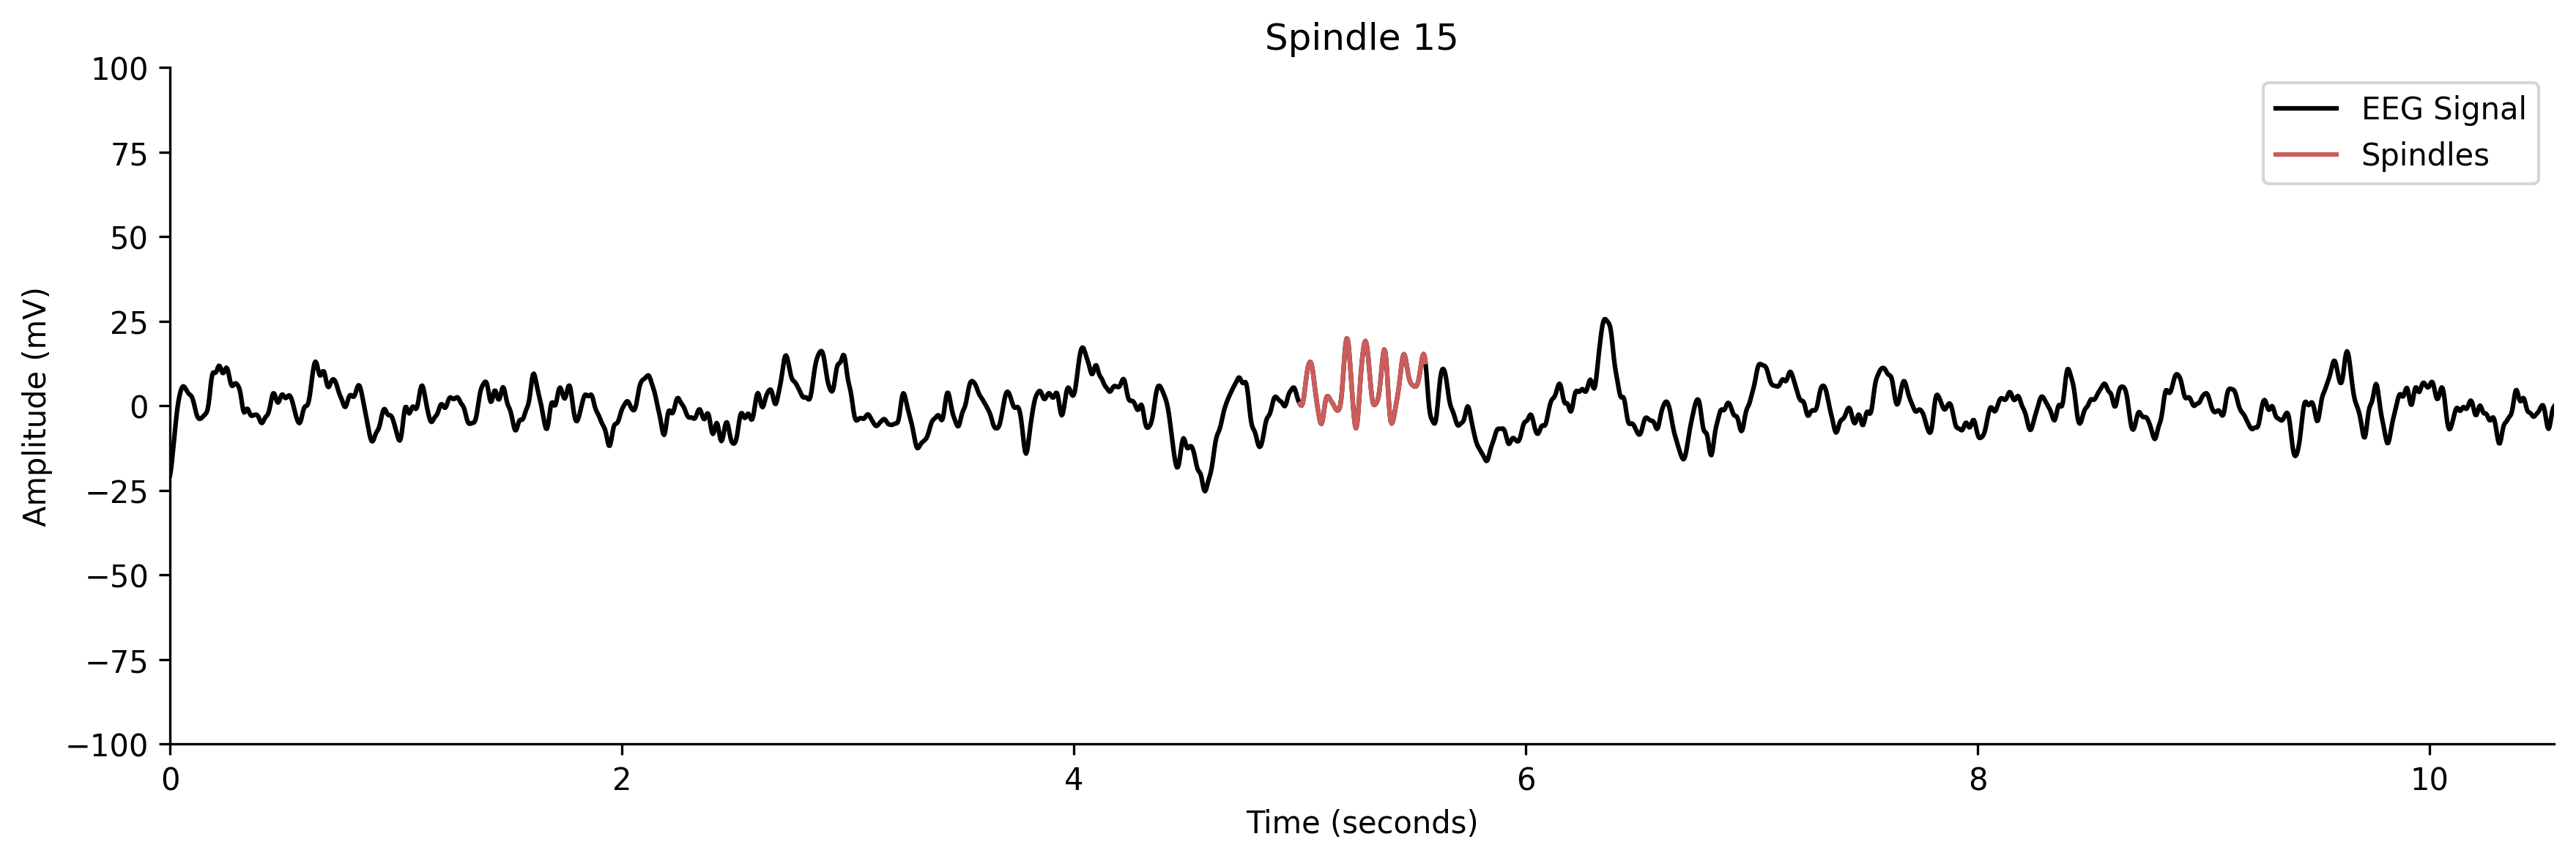 Spindle 15
100
75
50
25
0
−25
−50
−75
−100
Amplitude (mV)
EEG Signal
Spindles
0 2 4 6 8 10
Time (seconds)